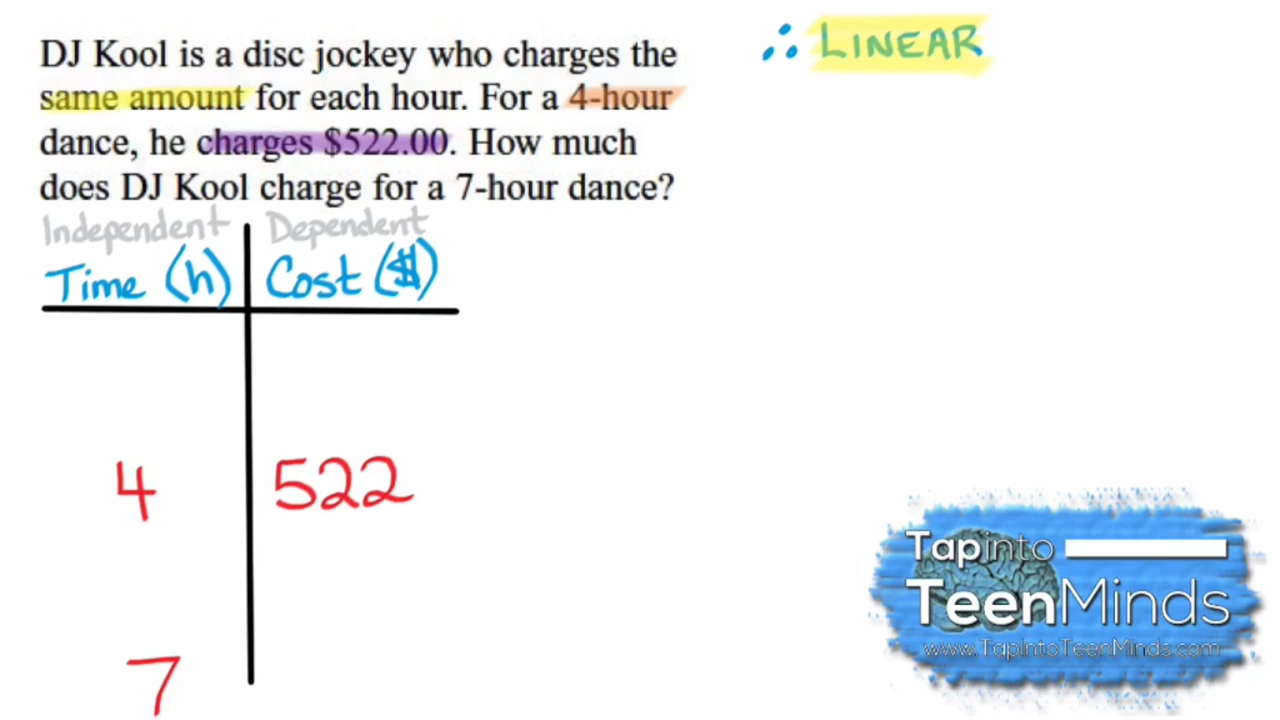 DJ Kool is a disc jockey who charges the
same amount for each hour. For a 4-hour
dance, he charges $522.00. How much
does DJ Kool charge for a 7-hour dance?
∴ LINEAR
Independent Dependent
Time (h) Cost ($)
4 522
7
Tapinto
TeenMinds
www.TapIntoTeenMinds.com